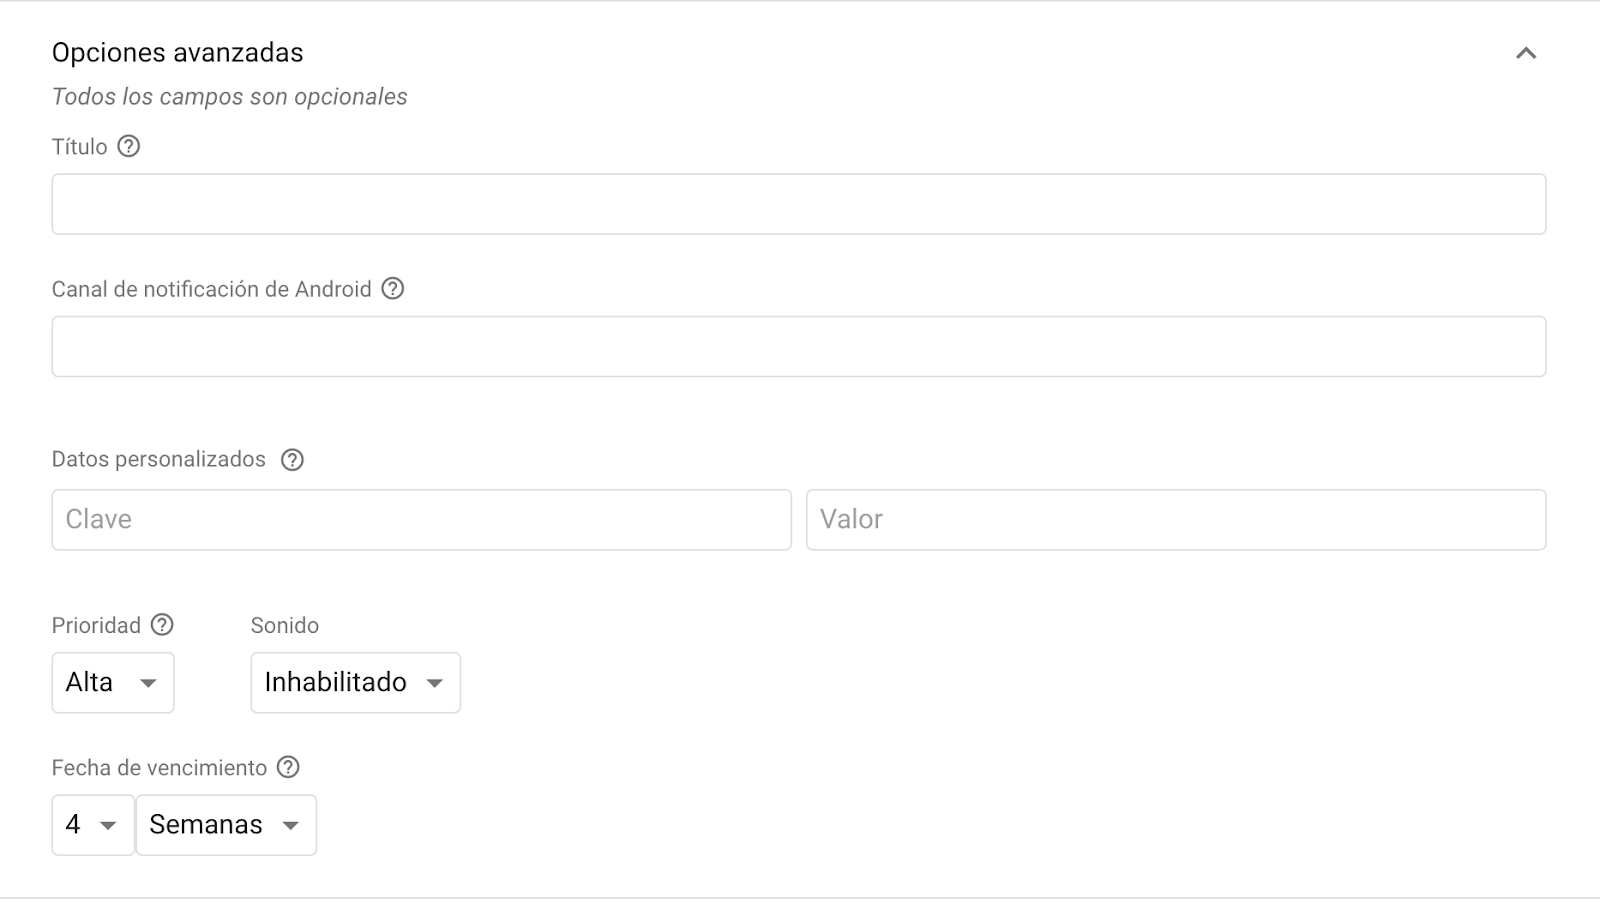 Opciones avanzadas
Todos los campos son opcionales
Título
Canal de notificación de Android
Datos personalizados
Clave Valor
Prioridad Sonido
Alta Inhabilitado
Fecha de vencimiento
4 Semanas